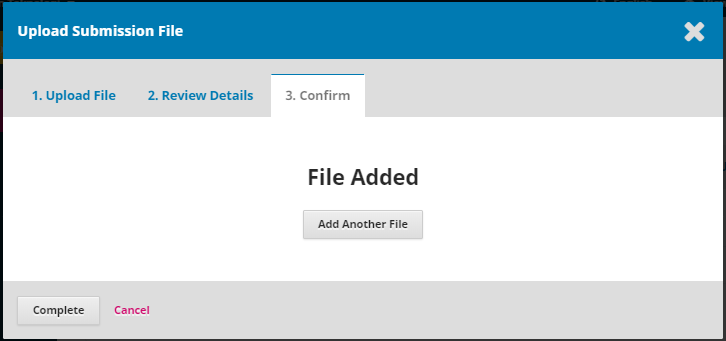 Upload Submission File
1. Upload File 2. Review Details 3. Confirm
File Added
Add Another File
Complete Cancel